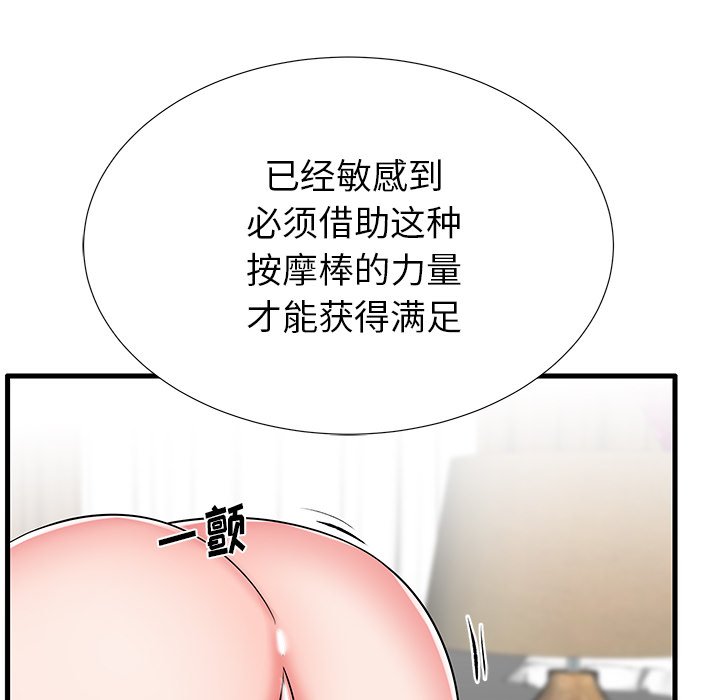 已经敏感到
必须借助这种
按摩棒的力量
才能获得满足
一颤